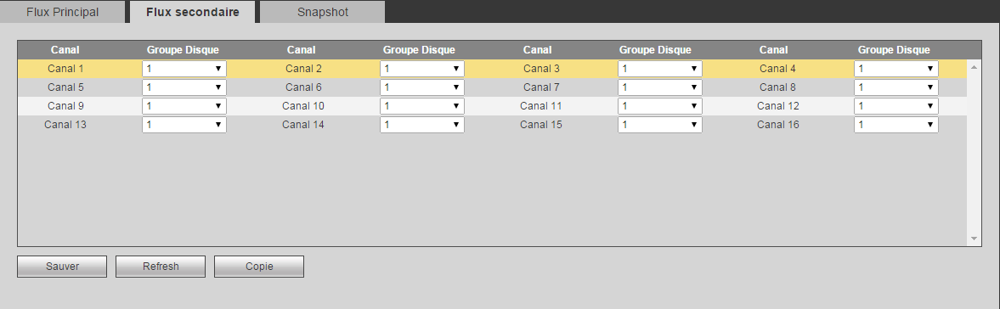 Flux Principal Flux secondaire Snapshot
Canal Groupe Disque Canal Groupe Disque Canal Groupe Disque Canal Groupe Disque
Canal 1 1 Canal 2 1 Canal 3 1 Canal 4 1
Canal 5 1 Canal 6 1 Canal 7 1 Canal 8 1
Canal 9 1 Canal 10 1 Canal 11 1 Canal 12 1
Canal 13 1 Canal 14 1 Canal 15 1 Canal 16 1
Sauver Refresh Copie